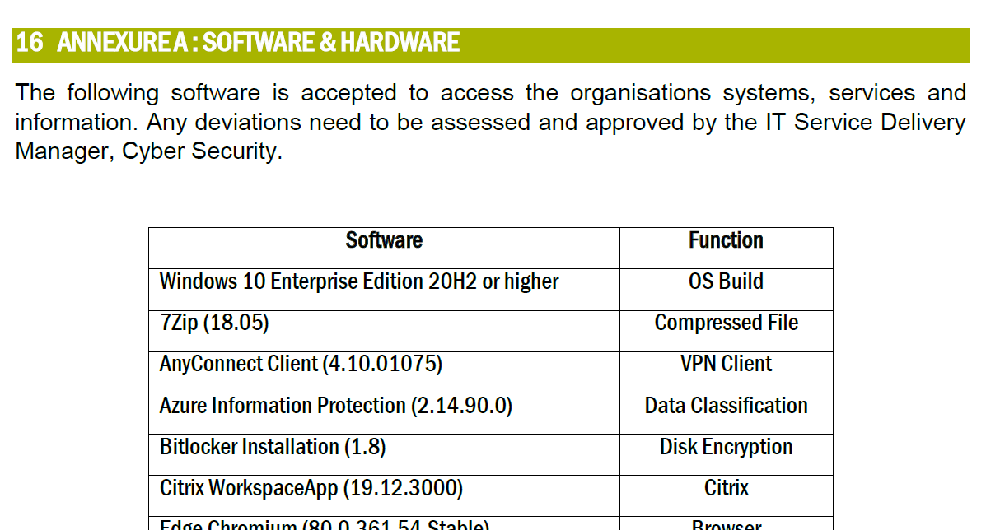 16 ANNEXURE A : SOFTWARE & HARDWARE
The following software is accepted to access the organisations systems, services and
information. Any deviations need to be assessed and approved by the IT Service Delivery
Manager, Cyber Security.
Software Function
Windows 10 Enterprise Edition 20H2 or higher OS Build
7Zip (18.05) Compressed File
AnyConnect Client (4.10.01075) VPN Client
Azure Information Protection (2.14.90.0) Data Classification
Bitlocker Installation (1.8) Disk Encryption
Citrix WorkspaceApp (19.12.3000) Citrix
Edge Chromium (80.0.361.54 Stable) Browser